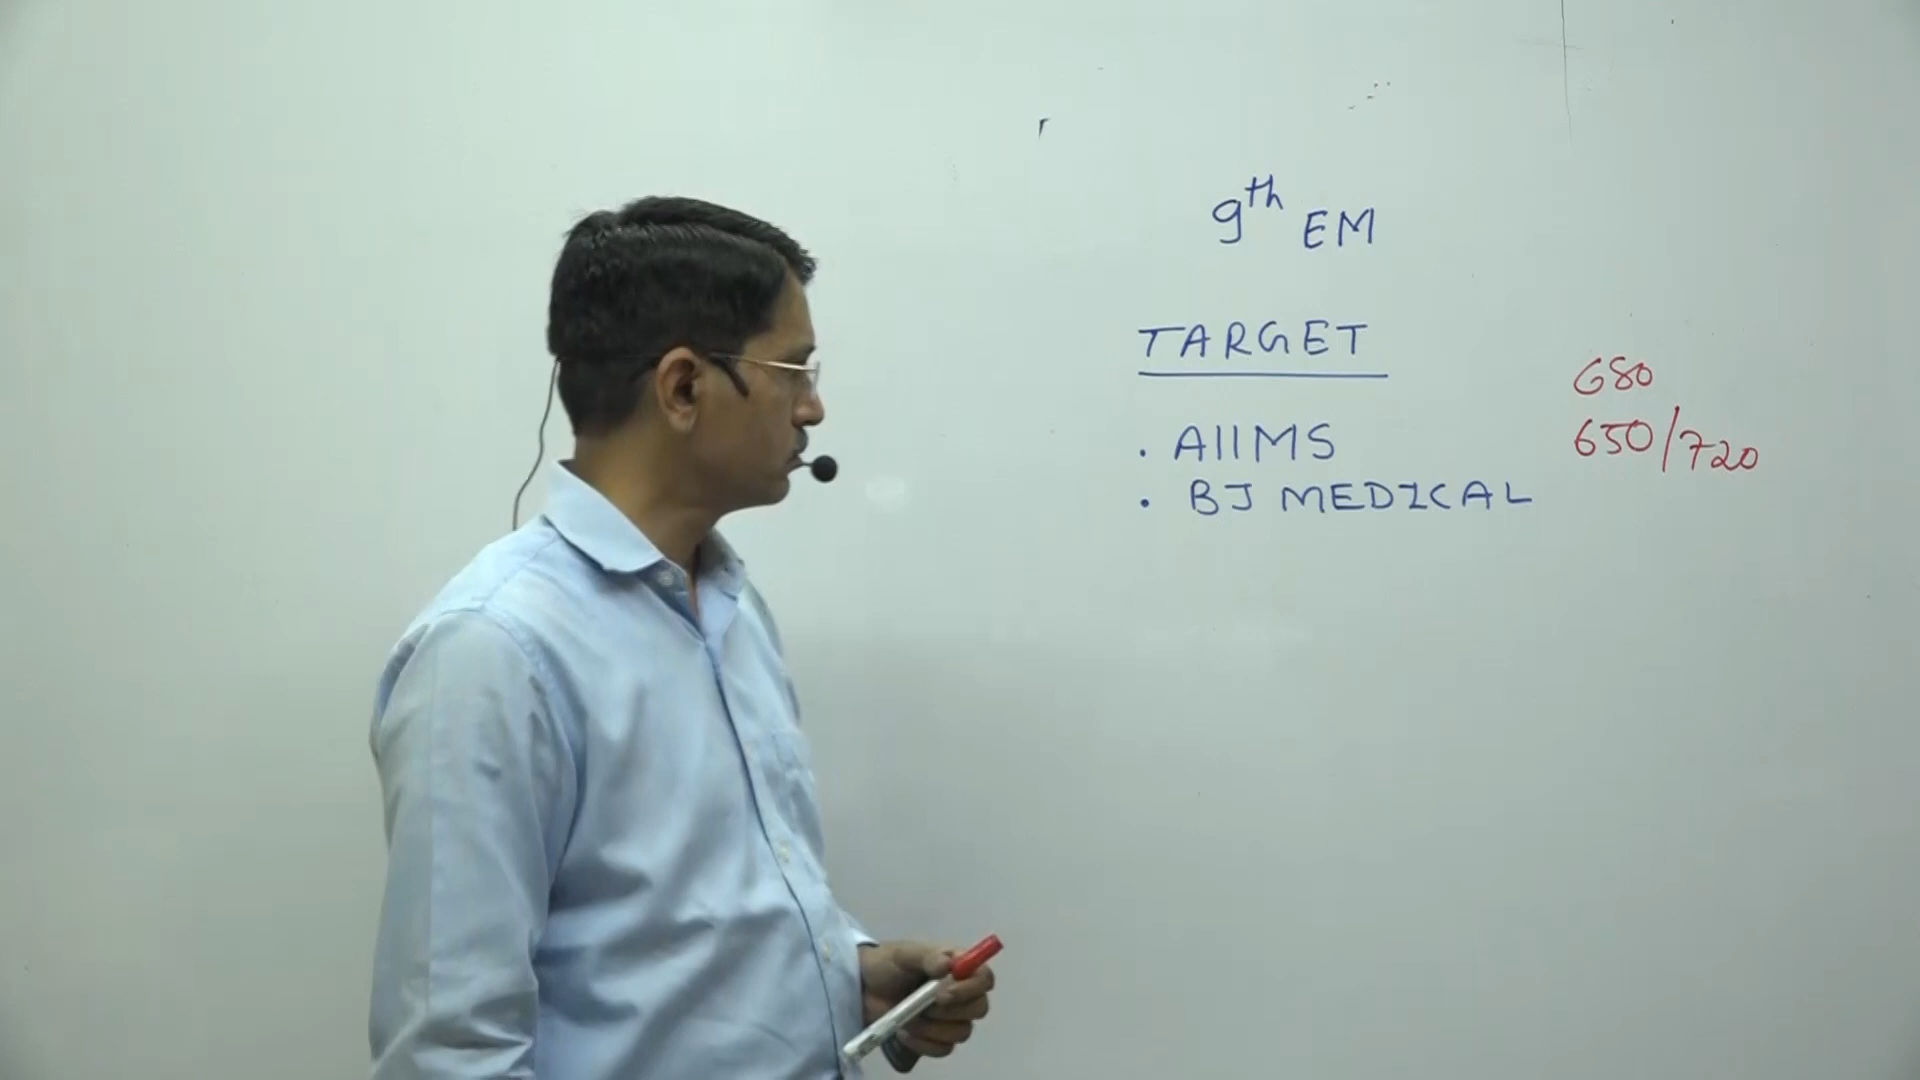 9th EM
TARGET
680
. AIIMS 650/720
. BJ MEDICAL